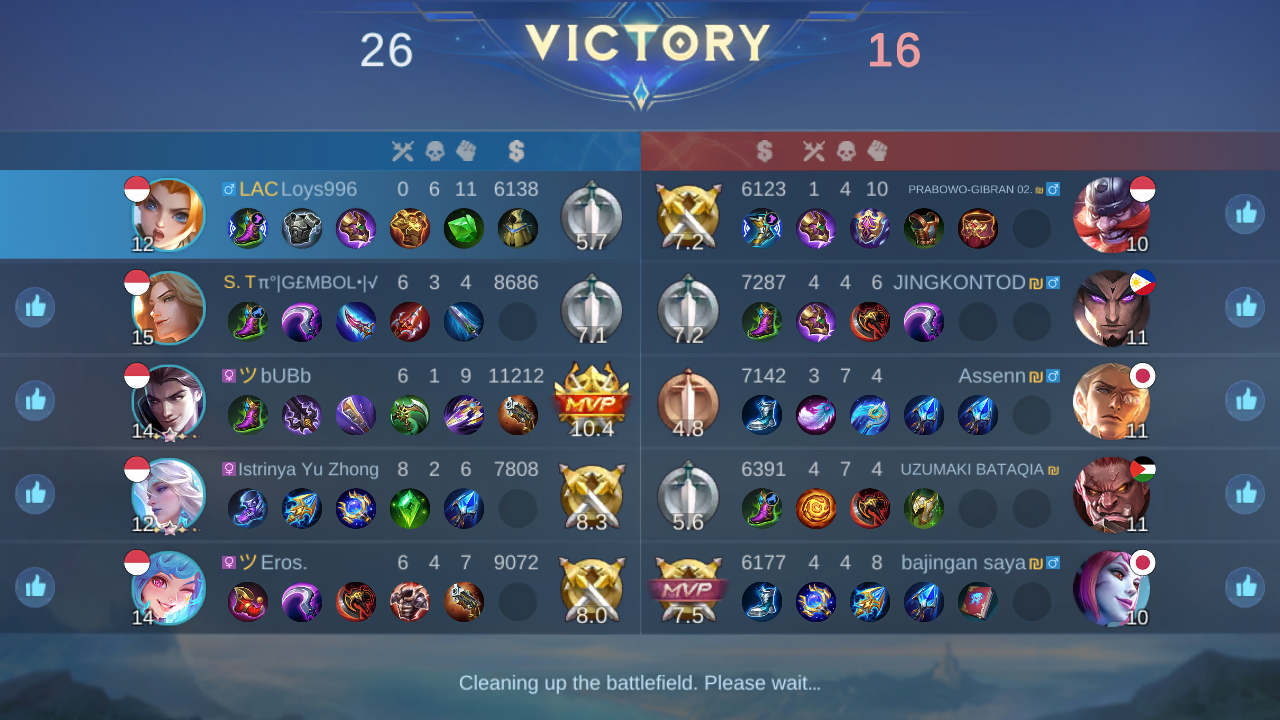 26 VICTORY 16
LAC Loys996 0 6 11 6138
12 5.7
6123 1 4 10 PRABOWO-GIBRAN 02.
7.2 10
S. T π°|G£MBOL•|√ 6 3 4 8686
15 7.1
7287 4 4 6 JINGKONTOD
7.2 11
ツ bUBb 6 1 9 11212
MVP
14 10.4
7142 3 7 4 Assenn
4.8 11
Istrinya Yu Zhong 8 2 6 7808
12 8.3
6391 4 7 4 UZUMAKI BATAQIA
5.6 11
ツ Eros. 6 4 7 9072
14 8.0
6177 4 4 8 bajingan saya
MVP
7.5 10
Cleaning up the battlefield. Please wait...